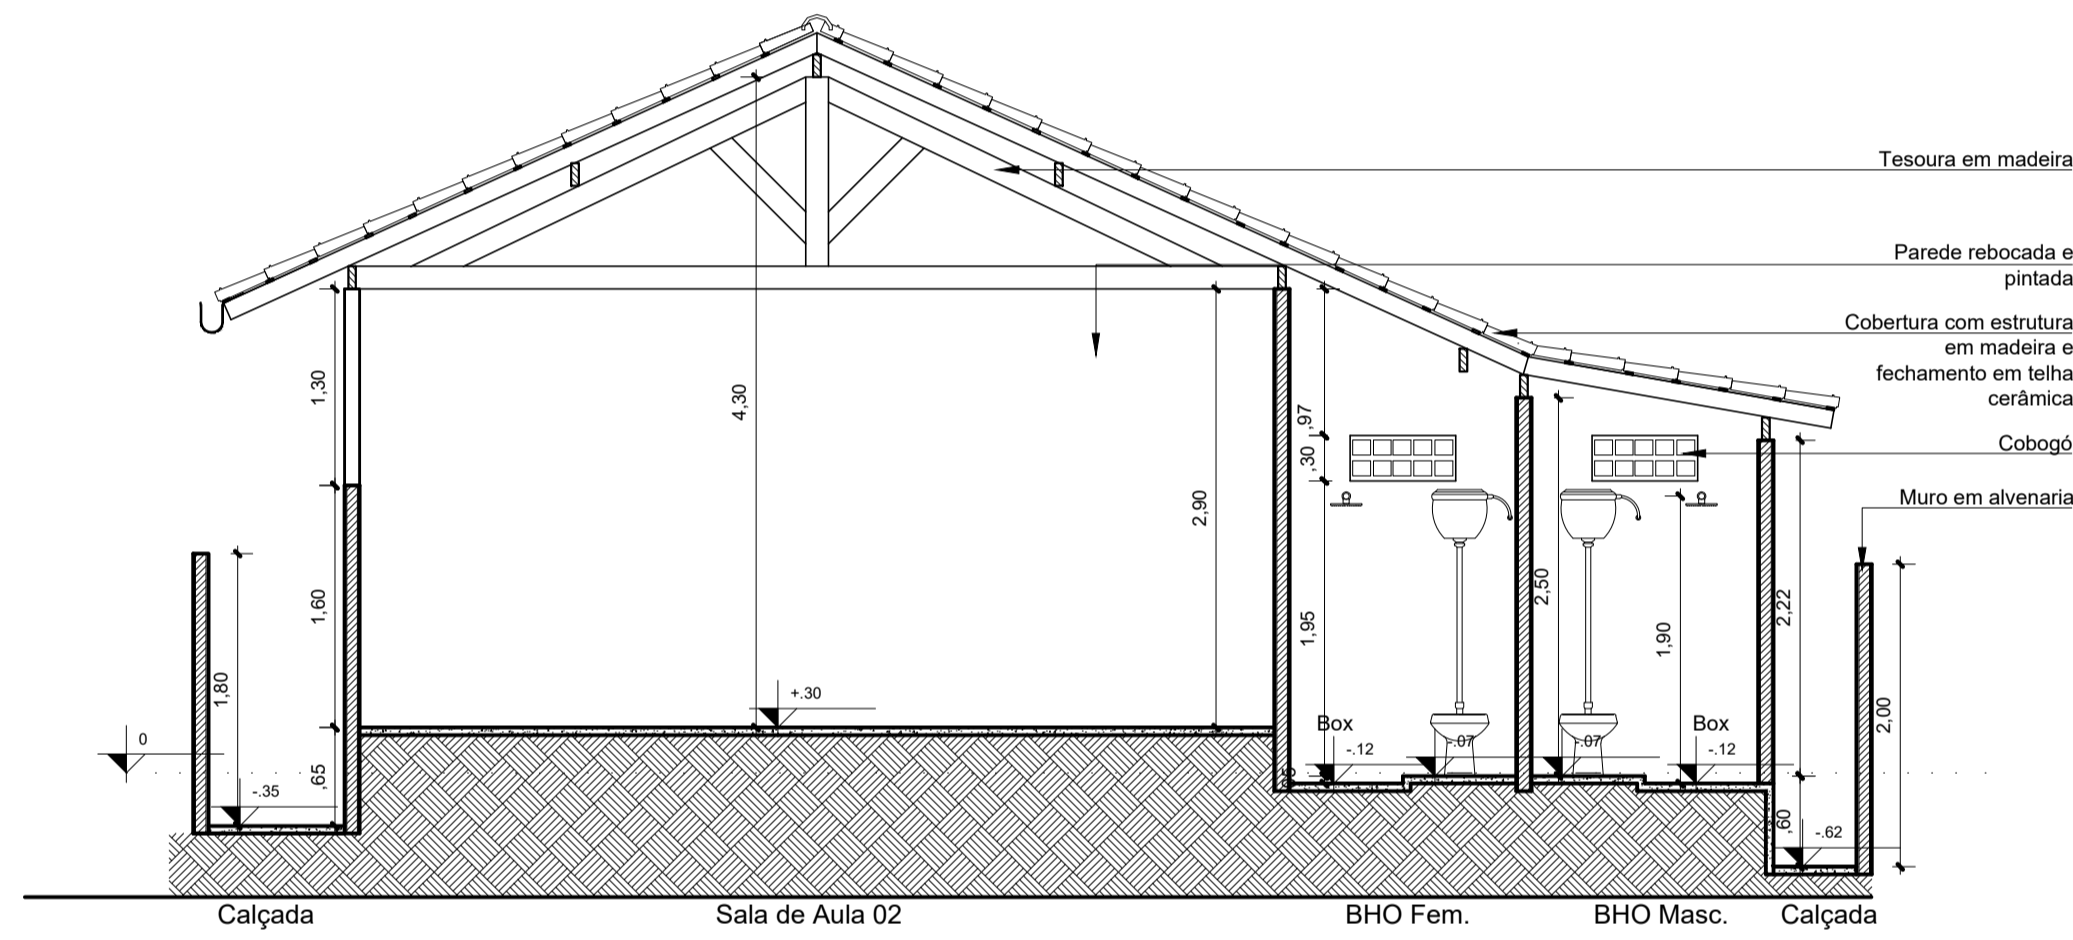 Tesoura em madeira
Parede rebocada e
pintada
Cobertura com estrutura
em madeira e
fechamento em telha
cerâmica
Cobogó
Muro em alvenaria
1,30
4,30
,97
,30
2,90
1,60
1,95
2,50
1,90
2,22
1,80
2,00
+.30
0
Box
-.12
-.07
-.07
Box
-.12
,65
-.35
,60
-.62
Calçada
Sala de Aula 02
BHO Fem.
BHO Masc.
Calçada